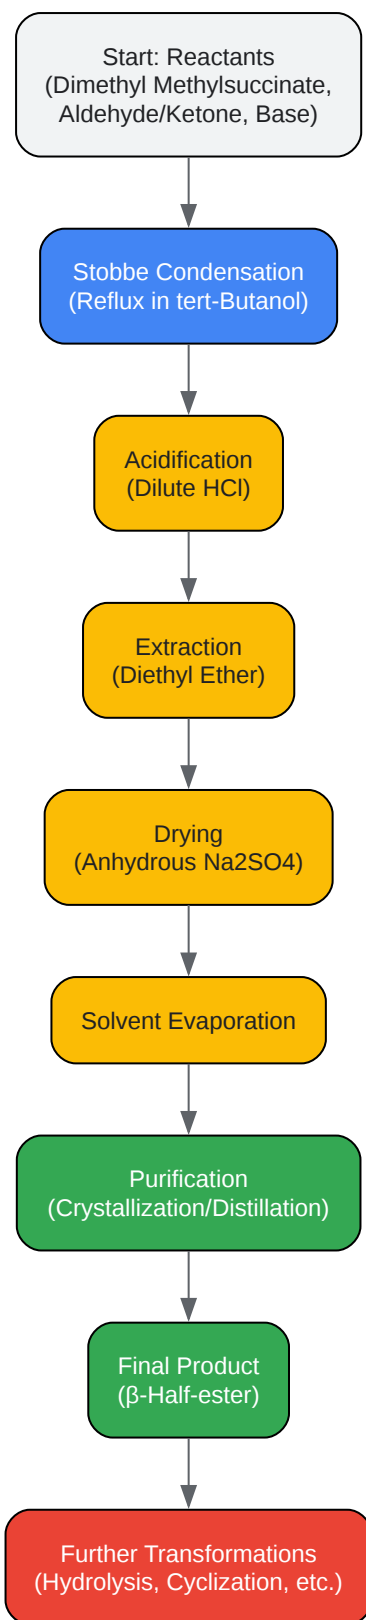 Start: Reactants
(Dimethyl Methylsuccinate,
Aldehyde/Ketone, Base)
Stobbe Condensation
(Reflux in tert-Butanol)
Acidification
(Dilute HCl)
Extraction
(Diethyl Ether)
Drying
(Anhydrous Na2SO4)
Solvent Evaporation
Purification
(Crystallization/Distillation)
Final Product
(β-Half-ester)
Further Transformations
(Hydrolysis, Cyclization, etc.)